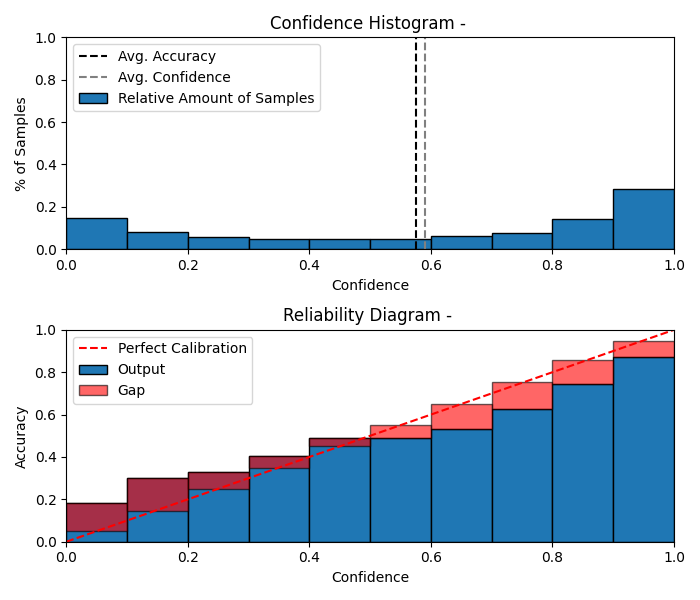 Confidence Histogram -
1.0
0.8
0.6
0.4
0.2
0.0
% of Samples
Avg. Accuracy
Avg. Confidence
Relative Amount of Samples
0.0 0.2 0.4 0.6 0.8 1.0
Confidence
Reliability Diagram -
1.0
0.8
0.6
0.4
0.2
0.0
Accuracy
Perfect Calibration
Output
Gap
0.0 0.2 0.4 0.6 0.8 1.0
Confidence